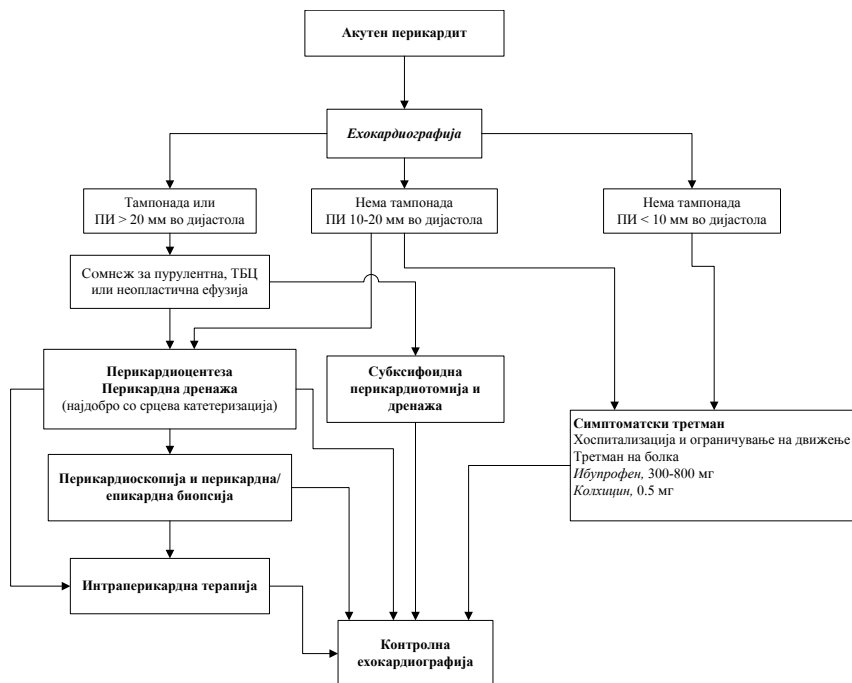 Акутен перикардит
Ехокардиографија
Тампонада или
ПИ > 20 мм во дијастола
Нема тампонада
ПИ 10-20 мм во дијастола
Нема тампонада
ПИ < 10 мм во дијастола
Сомнеж за пурулентна, ТБЦ
или неопластична ефузија
Перикардиоцентеза
Перикардна дренажа
(најдобро со срцева катетеризација)
Субксифоидна
перикардиотомија и
дренажа
Симптоматски третман
Хоспитализација и ограничување на движење
Третман на болка
Ибупрофен, 300-800 мг
Колхицин, 0.5 мг
Перикардиоскопија и перикардна/
епикардна биопсија
Интраперикардна терапија
Контролна
ехокардиографија